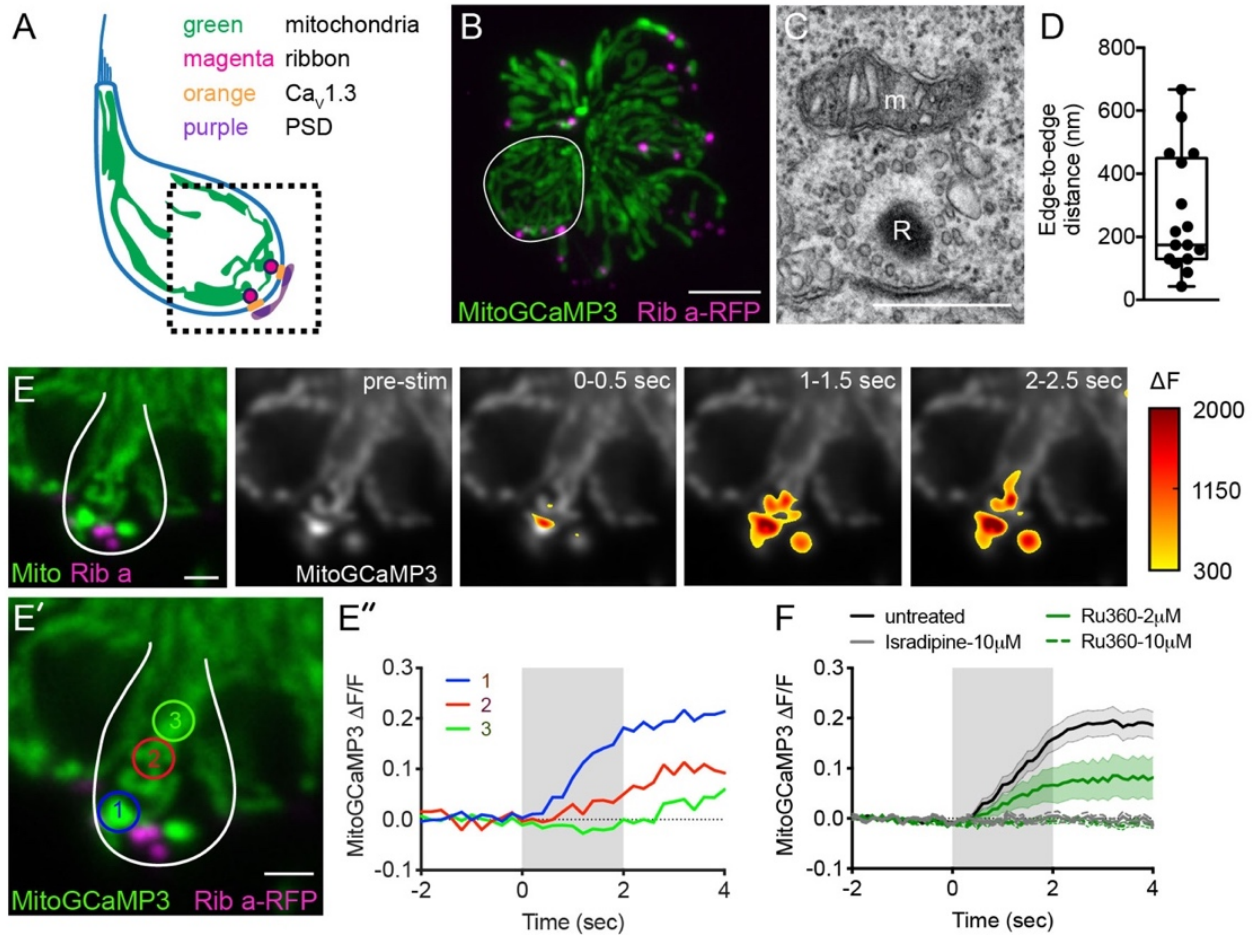 A
green mitochondria
magenta ribbon
orange CaV1.3
purple PSD
B
MitoGCaMP3 Rib a-RFP
C
m
R
D
Edge-to-edge
distance (nm)
800
600
400
200
0
E
Mito Rib a
pre-stim
MitoGCaMP3
0-0.5 sec
1-1.5 sec
2-2.5 sec
ΔF
2000
1150
300
E′
3
2
1
MitoGCaMP3 Rib a-RFP
E″
MitoGCaMP3 ΔF/F
0.3
0.2
0.1
0.0
-0.1
1
2
3
-2 0 2 4
Time (sec)
F
untreated
Isradipine-10μM
Ru360-2μM
Ru360-10μM
MitoGCaMP3 ΔF/F
0.3
0.2
0.1
0.0
-0.1
-2 0 2 4
Time (sec)